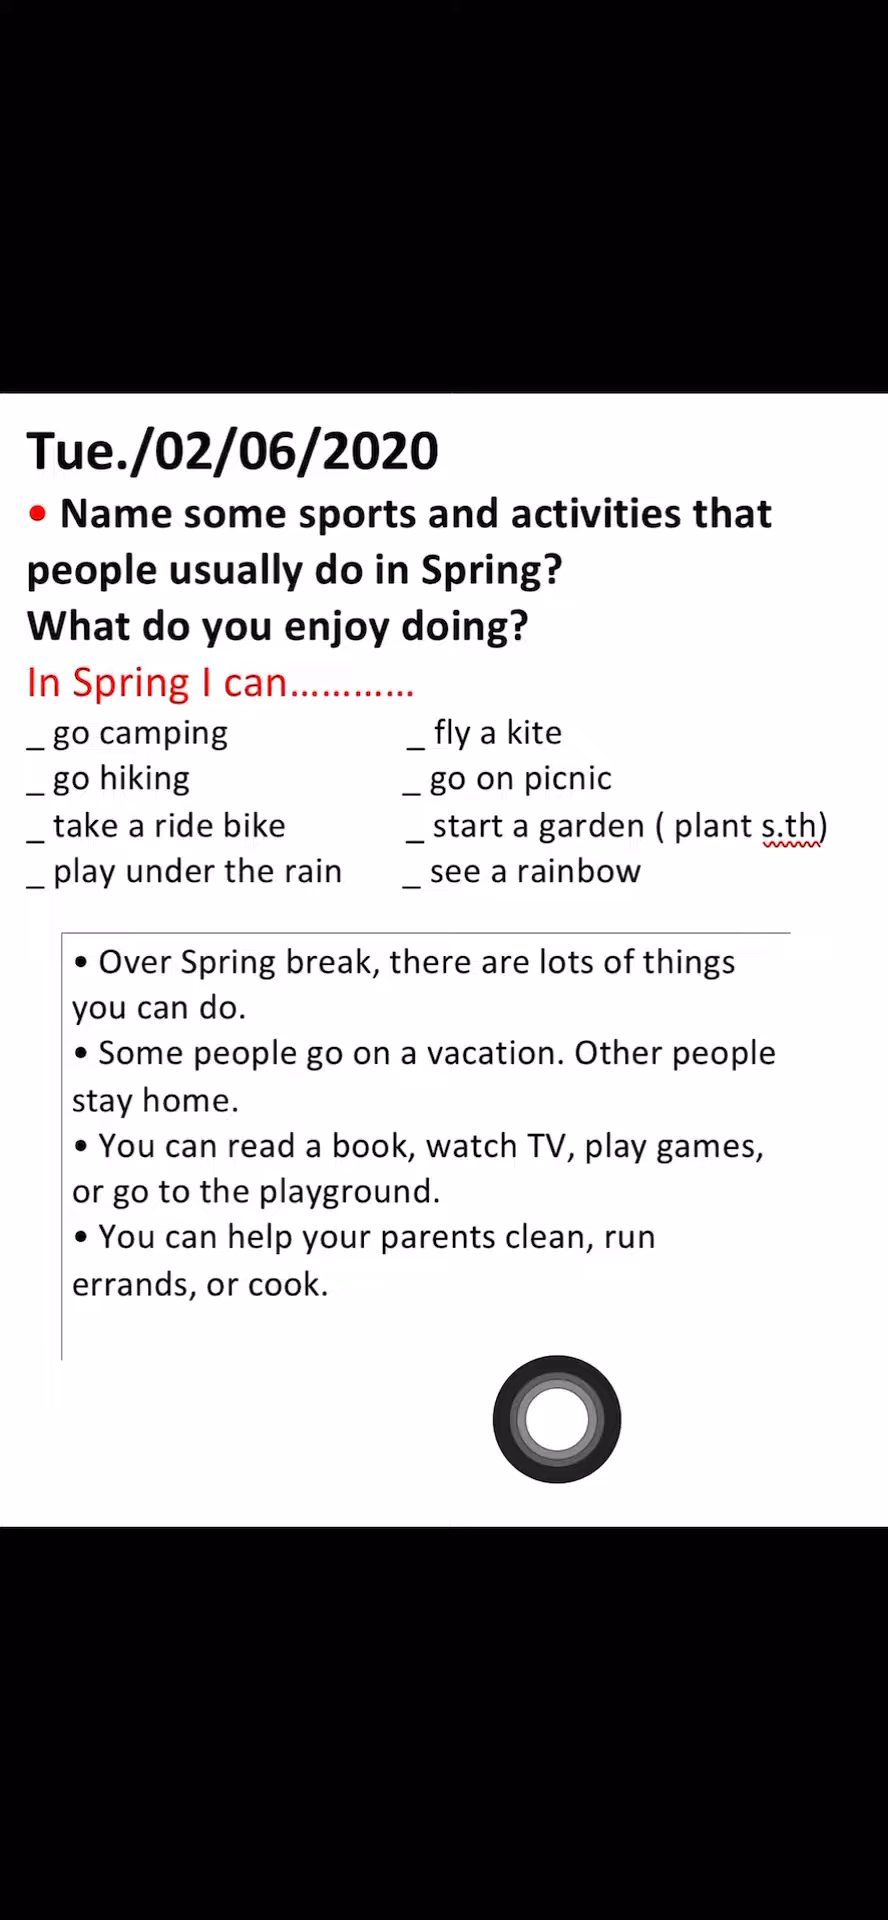 Tue./02/06/2020
• Name some sports and activities that
people usually do in Spring?
What do you enjoy doing?
In Spring I can............
_ go camping
_ go hiking
_ take a ride bike
_ play under the rain
_ fly a kite
_ go on picnic
_ start a garden ( plant s.th)
_ see a rainbow
• Over Spring break, there are lots of things
you can do.
• Some people go on a vacation. Other people
stay home.
• You can read a book, watch TV, play games,
or go to the playground.
• You can help your parents clean, run
errands, or cook.